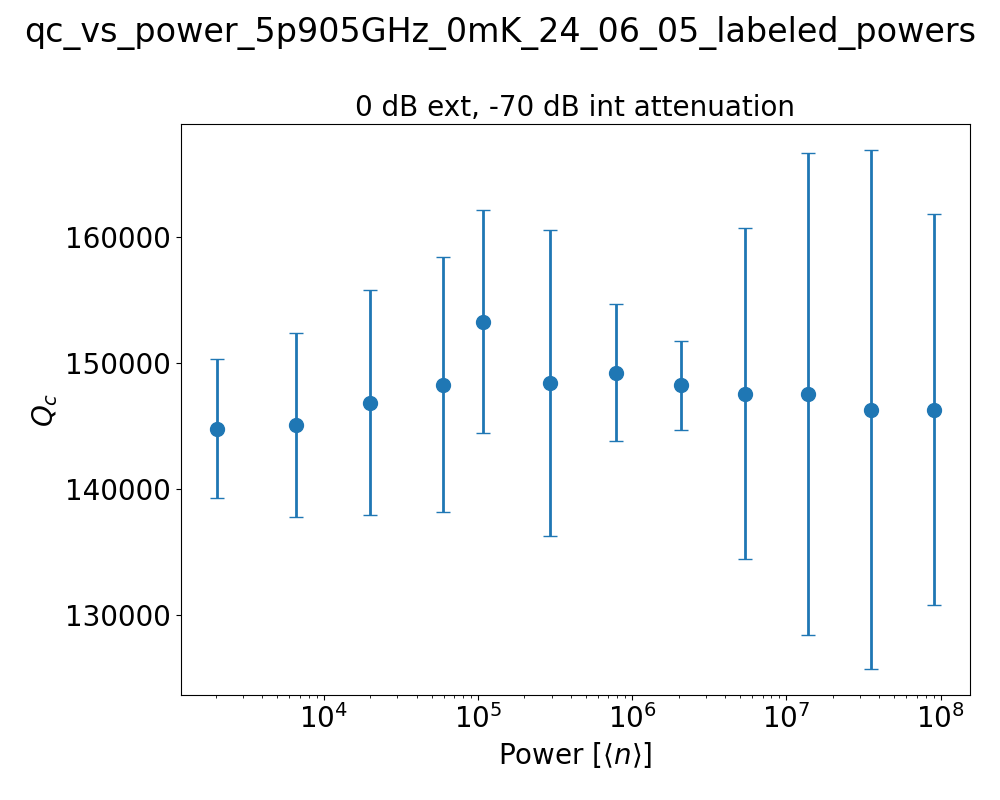 qc_vs_power_5p905GHz_0mK_24_06_05_labeled_powers
0 dB ext, -70 dB int attenuation
160000
150000
140000
130000
Q_c
10^4 10^5 10^6 10^7 10^8
Power [⟨n⟩]